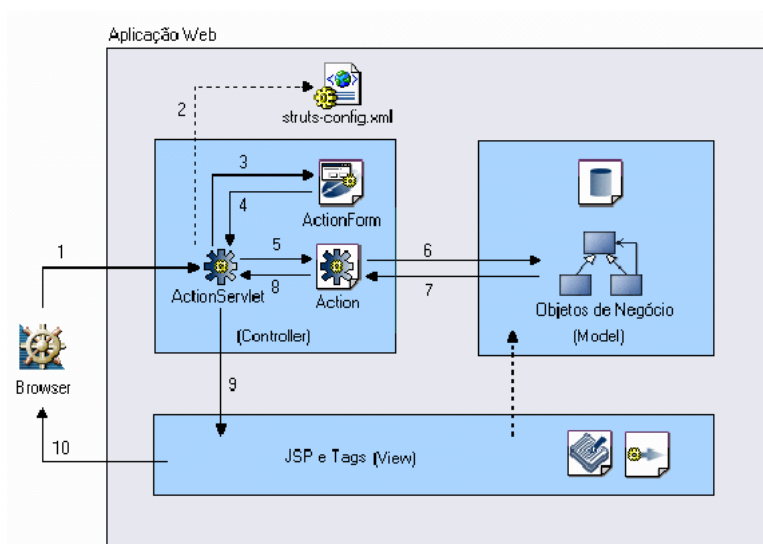 Aplicação Web
2
struts-config.xml
3
4
ActionForm
1
5
6
8
7
ActionServlet
Action
Objetos de Negócio
(Controller)
(Model)
Browser
9
10
JSP e Tags (View)